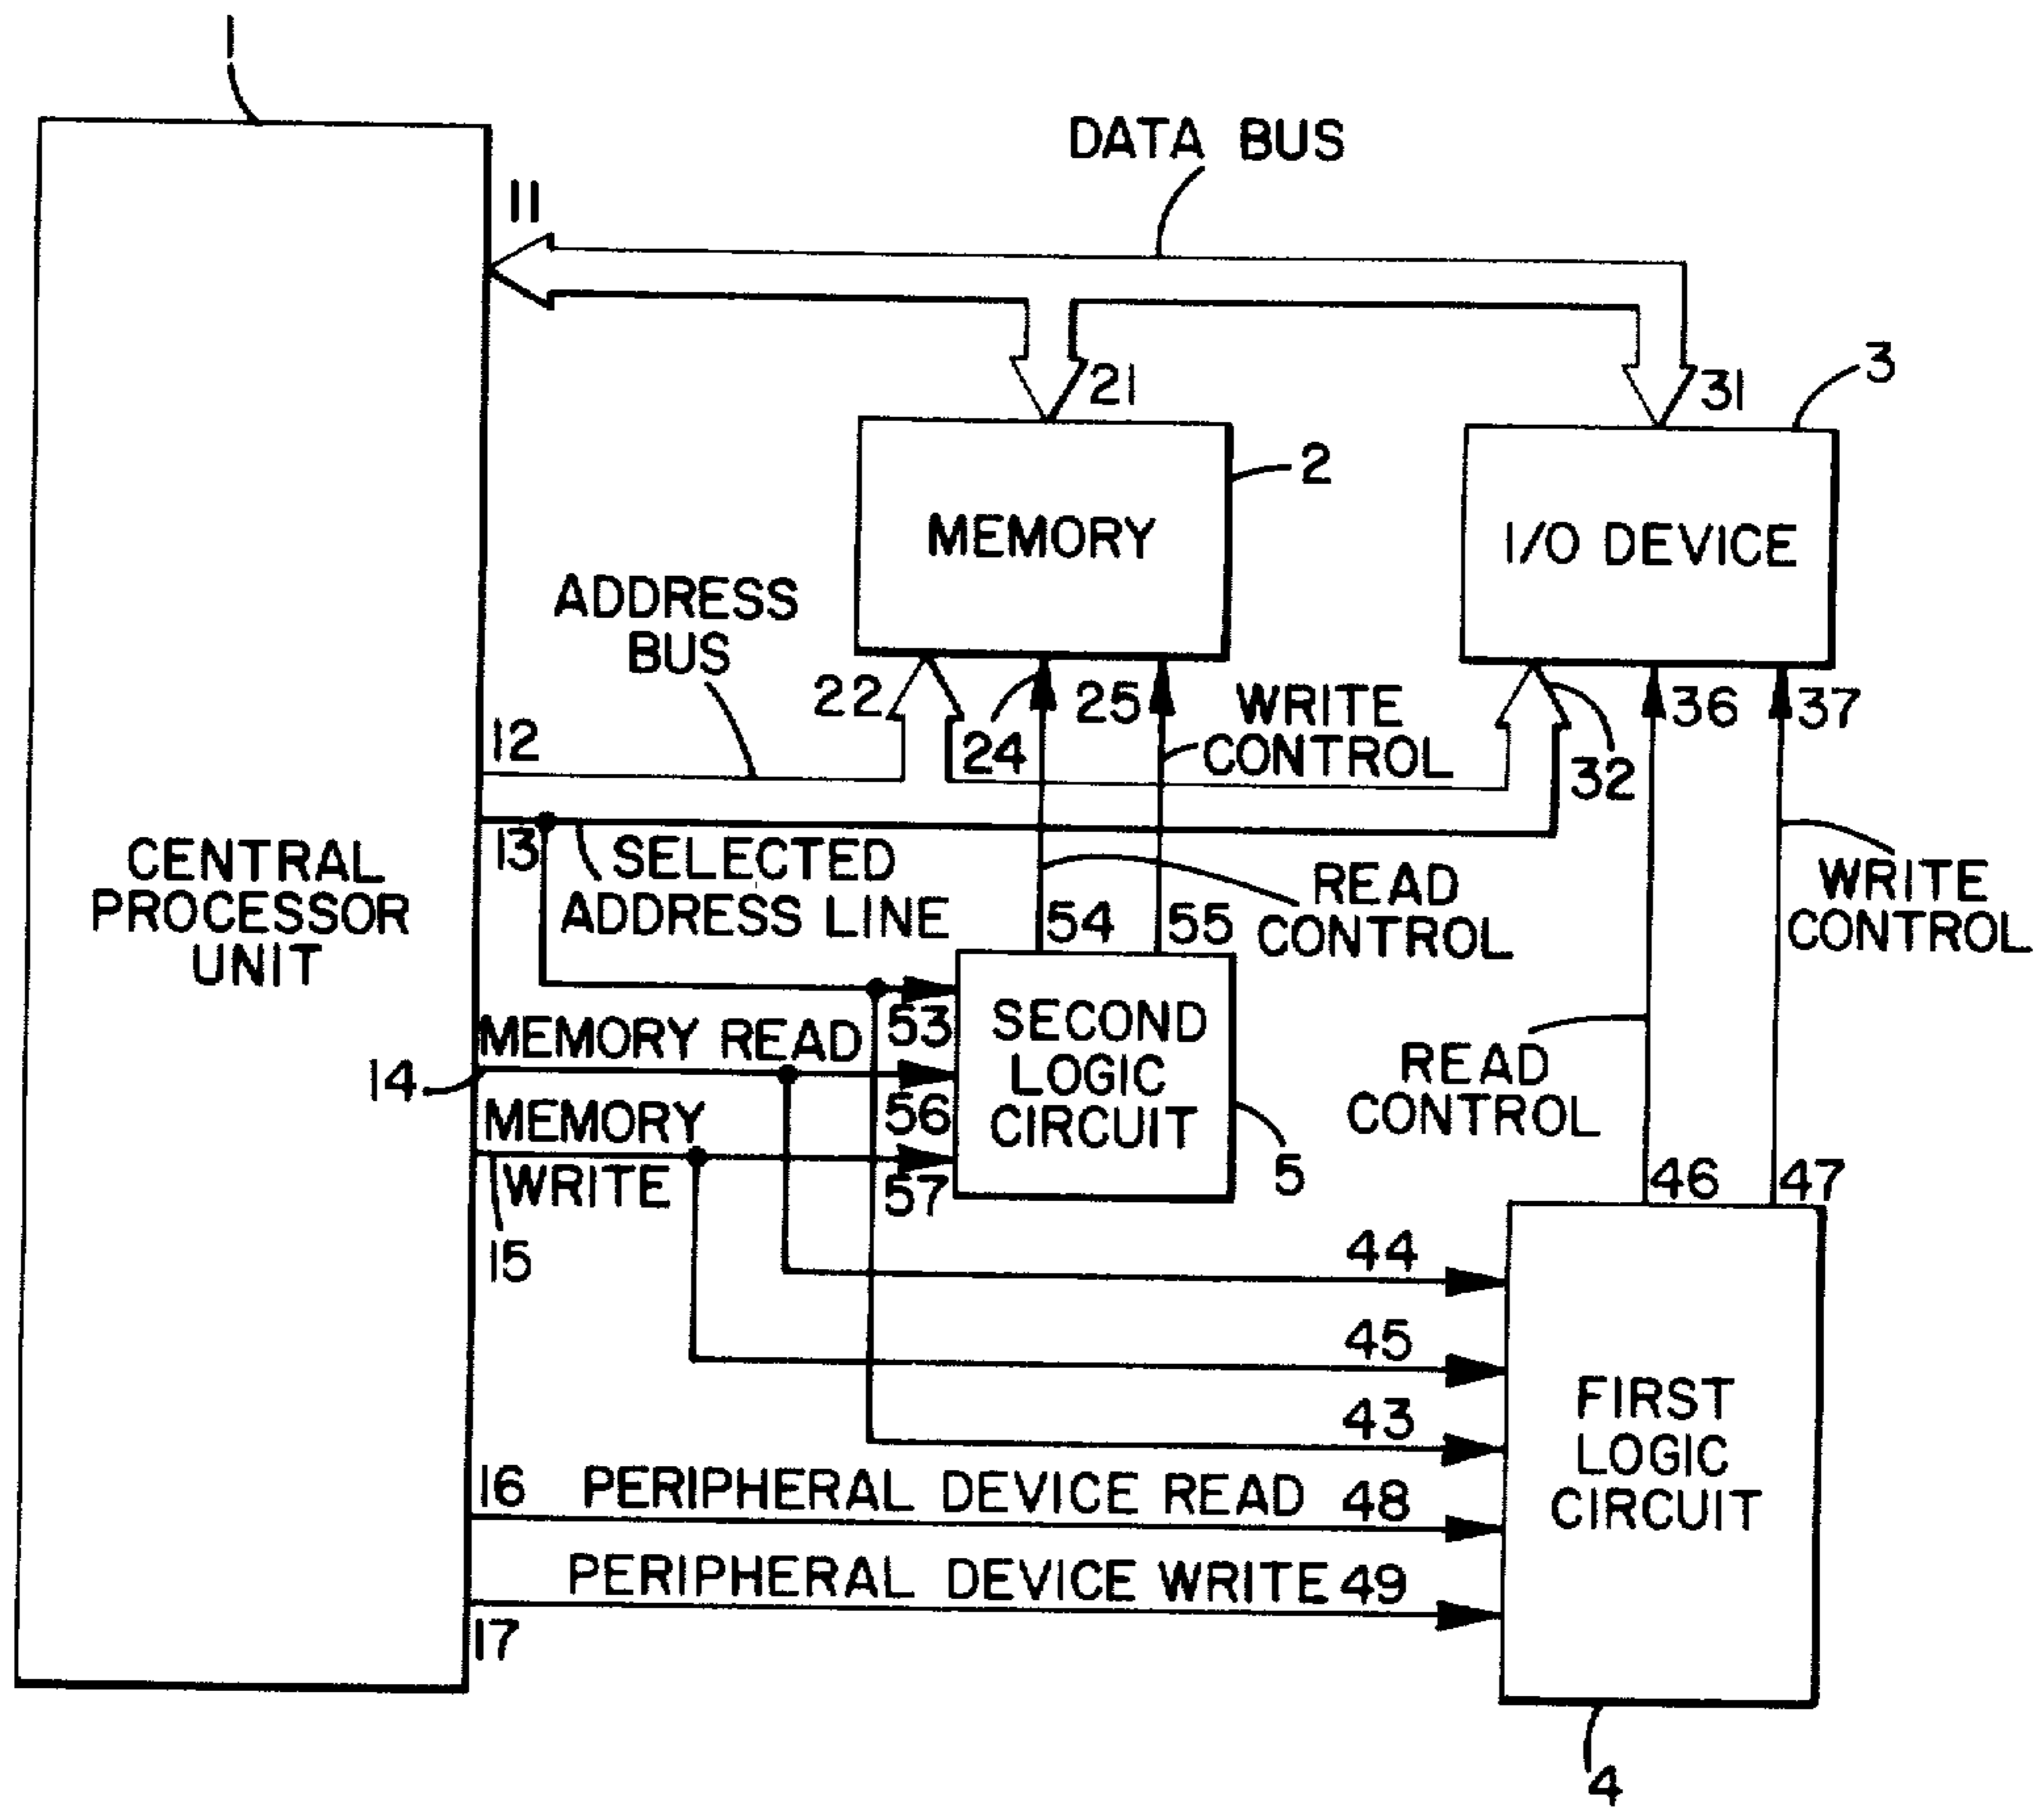 1
DATA BUS
11
21
31
3
2
MEMORY
I/O DEVICE
ADDRESS
BUS
22
24
25
WRITE
CONTROL
32
36
37
12
13
SELECTED
ADDRESS LINE
CENTRAL
PROCESSOR
UNIT
READ
CONTROL
54
55
WRITE
CONTROL
53
SECOND
LOGIC
CIRCUIT
MEMORY READ
14
56
MEMORY
WRITE
57
15
5
READ
CONTROL
46
47
44
45
43
FIRST
LOGIC
CIRCUIT
16
PERIPHERAL DEVICE READ
48
PERIPHERAL DEVICE WRITE
49
17
4